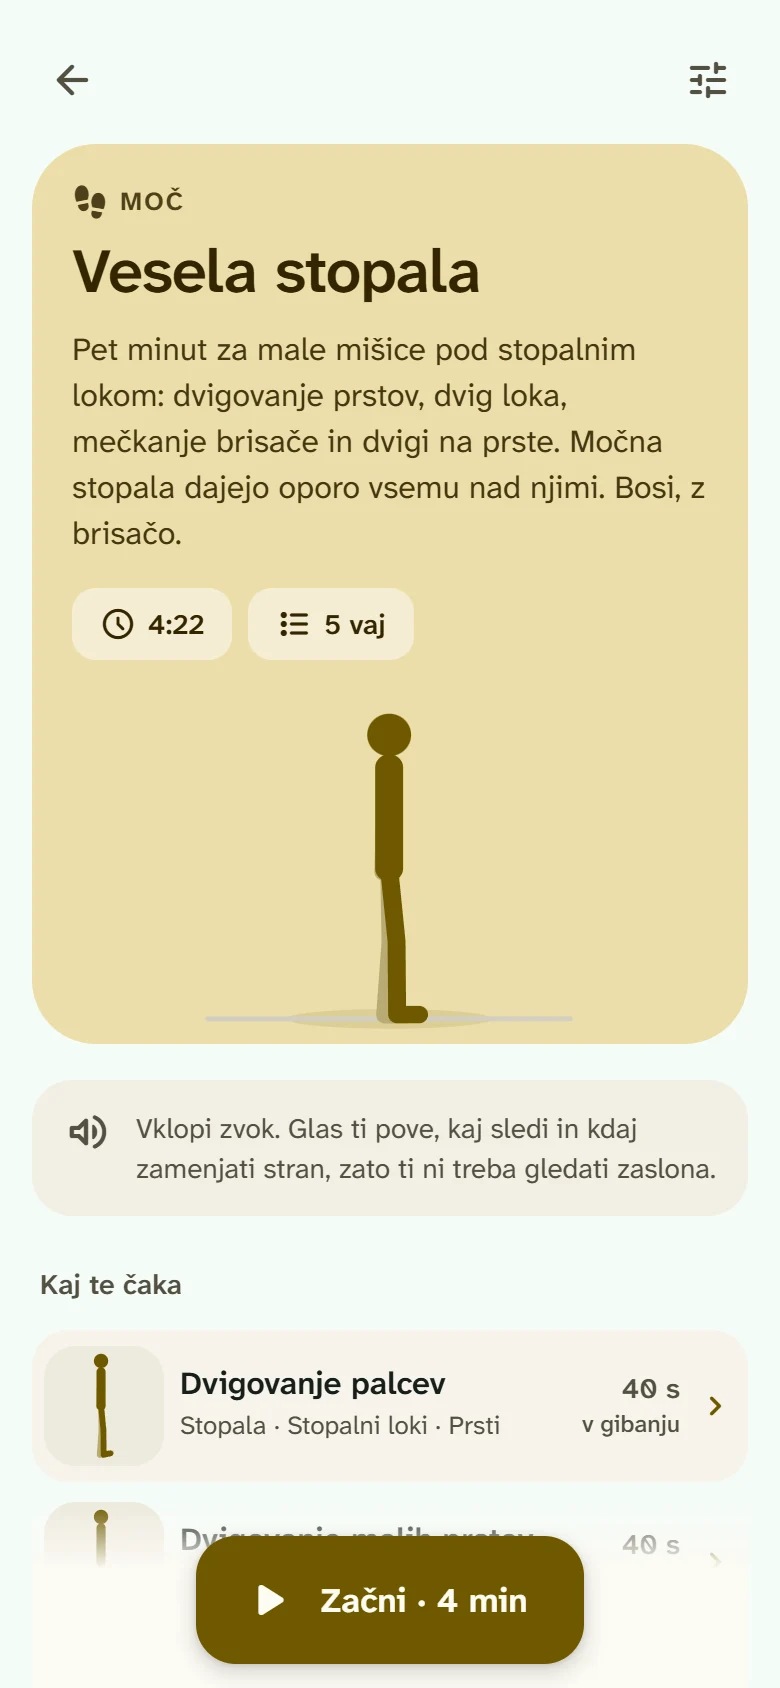 MOČ
Vesela stopala
Pet minut za male mišice pod stopalnim
lokom: dvigovanje prstov, dvig loka,
mečkanje brisače in dvigi na prste. Močna
stopala dajejo oporo vsemu nad njimi. Bosi, z
brisačo.
4:22
5 vaj
Vklopi zvok. Glas ti pove, kaj sledi in kdaj
zamenjati stran, zato ti ni treba gledati zaslona.
Kaj te čaka
Dvigovanje palcev
40 s
Stopala · Stopalni loki · Prsti
v gibanju
Dvigovanje malih prstov
40 s
Začni · 4 min